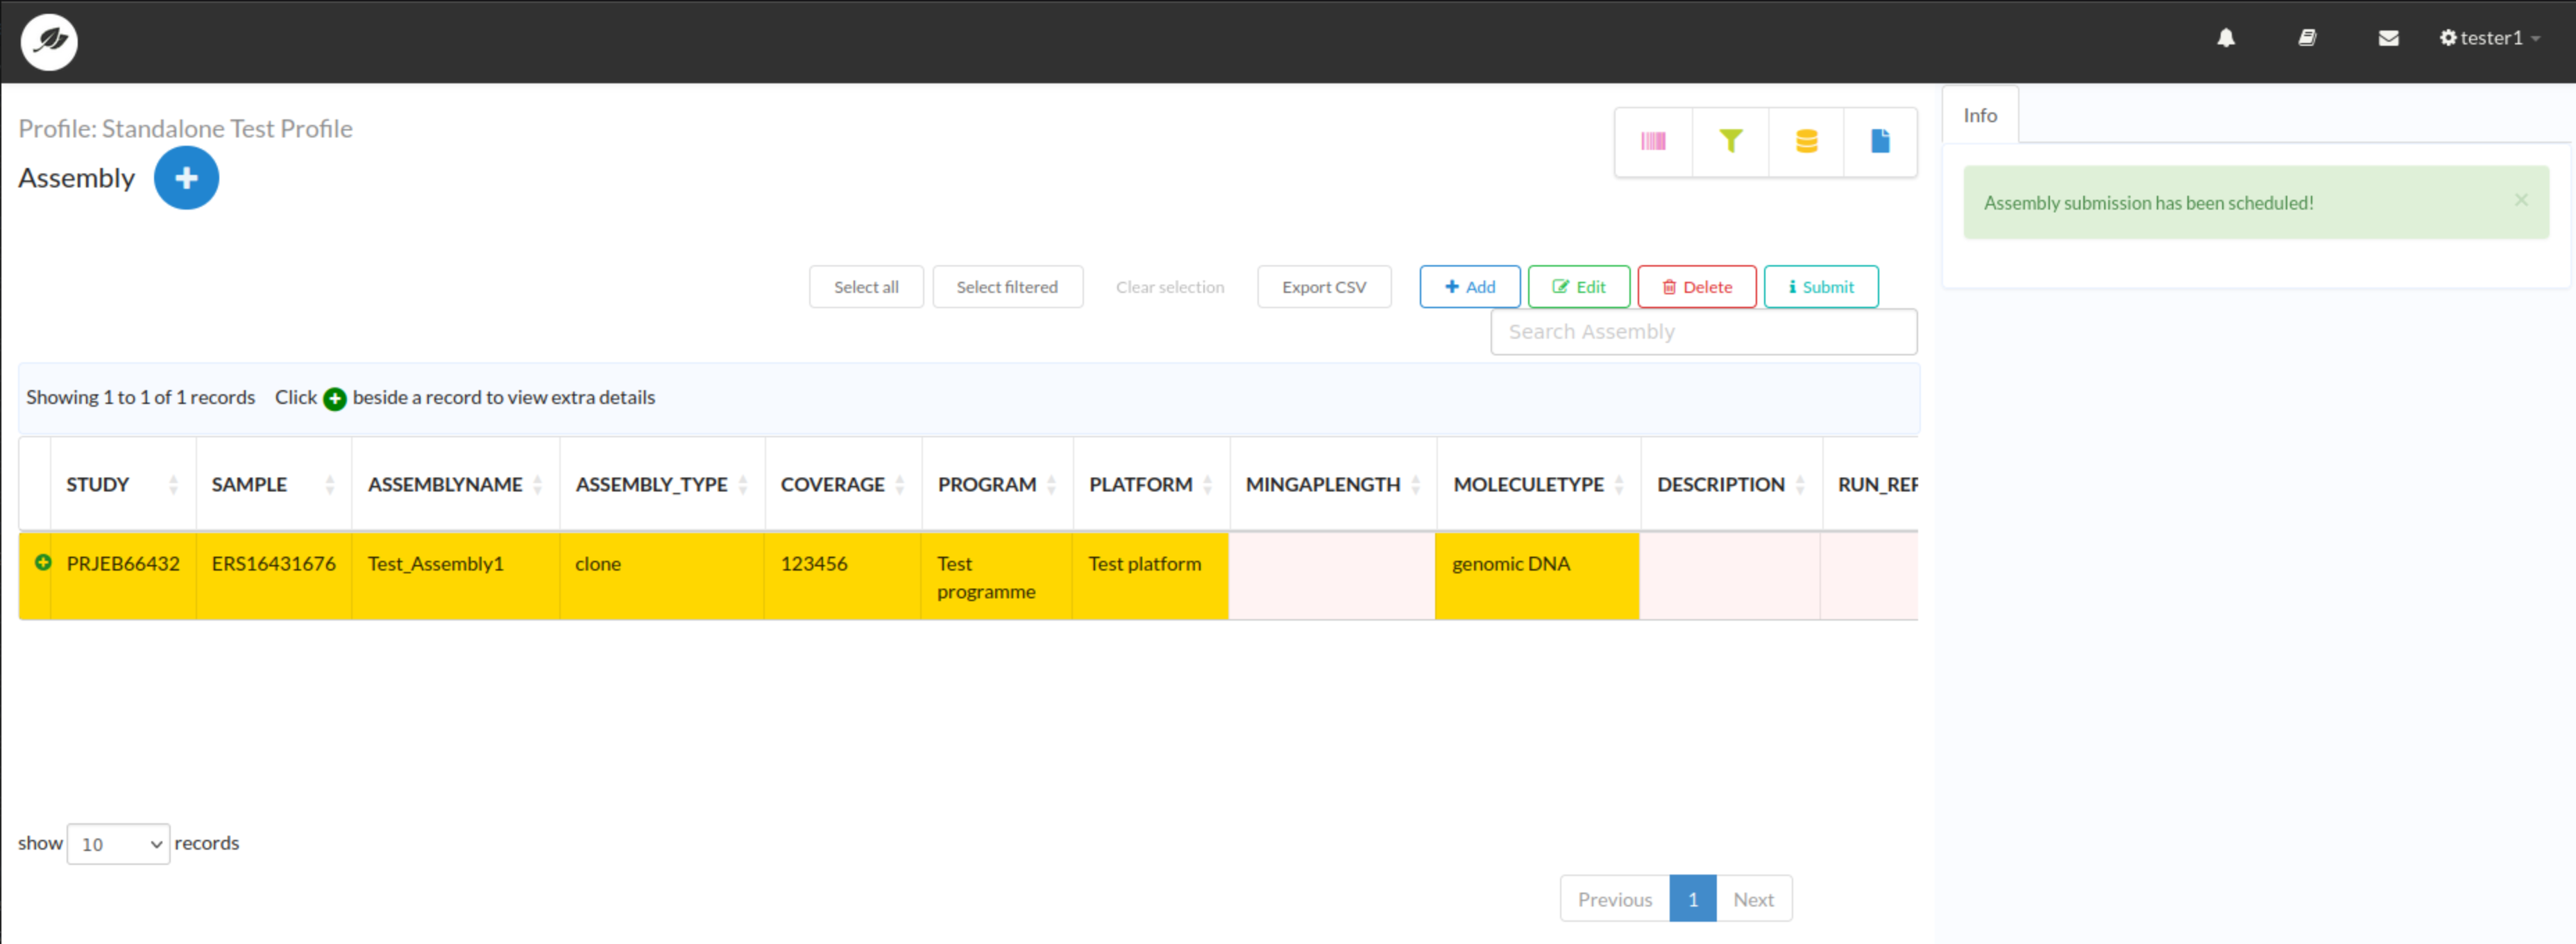 tester1
Profile: Standalone Test Profile
Assembly
Info
Assembly submission has been scheduled!
Select all Select filtered Clear selection Export CSV Add Edit Delete Submit
Search Assembly
Showing 1 to 1 of 1 records Click beside a record to view extra details
STUDY SAMPLE ASSEMBLYNAME ASSEMBLY_TYPE COVERAGE PROGRAM PLATFORM MINGAPLENGTH MOLECULETYPE DESCRIPTION RUN_REF
PRJEB66432 ERS16431676 Test_Assembly1 clone 123456 Test programme Test platform genomic DNA
show 10 records
Previous 1 Next